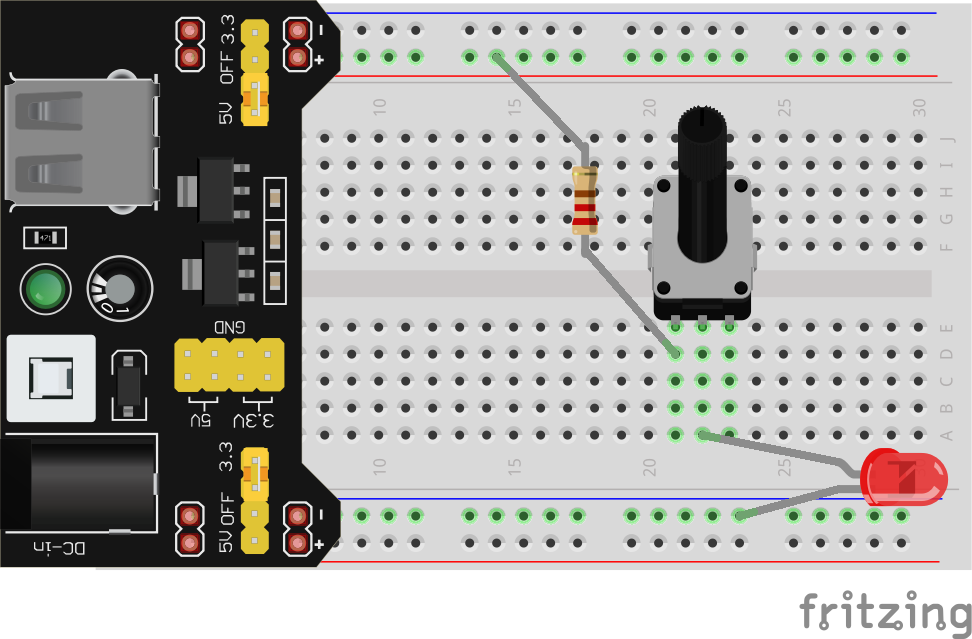 3.3
OFF
5V
-
+
10 15 20 25 30
J
I
H
G
F
471
0 1
GND
5V 3.3V
E
D
C
B
A
10 15 20 25
3.3
OFF
5V
-
+
DC-in
fritzing